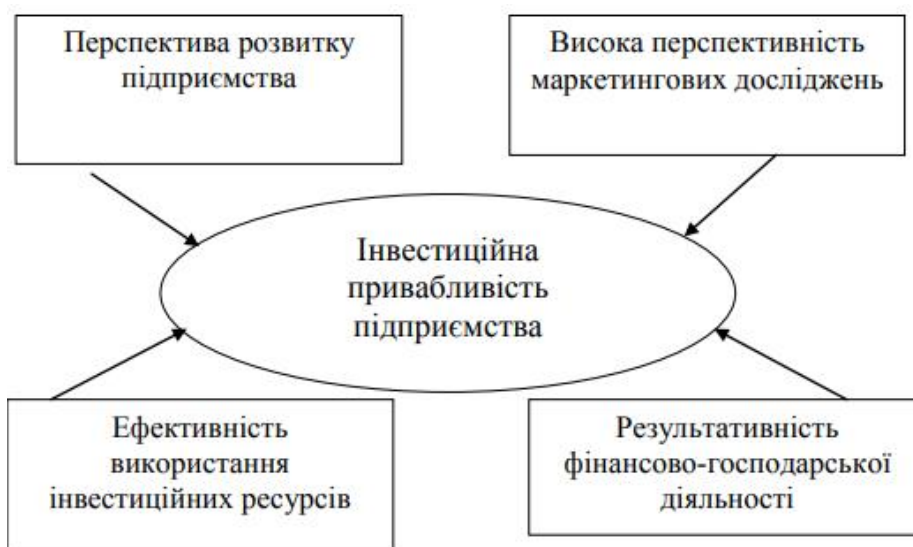 Перспектива розвитку
підприємства
Висока перспективність
маркетингових досліджень
Інвестиційна
привабливість
підприємства
Ефективність
використання
інвестиційних ресурсів
Результативність
фінансово-господарської
діяльності